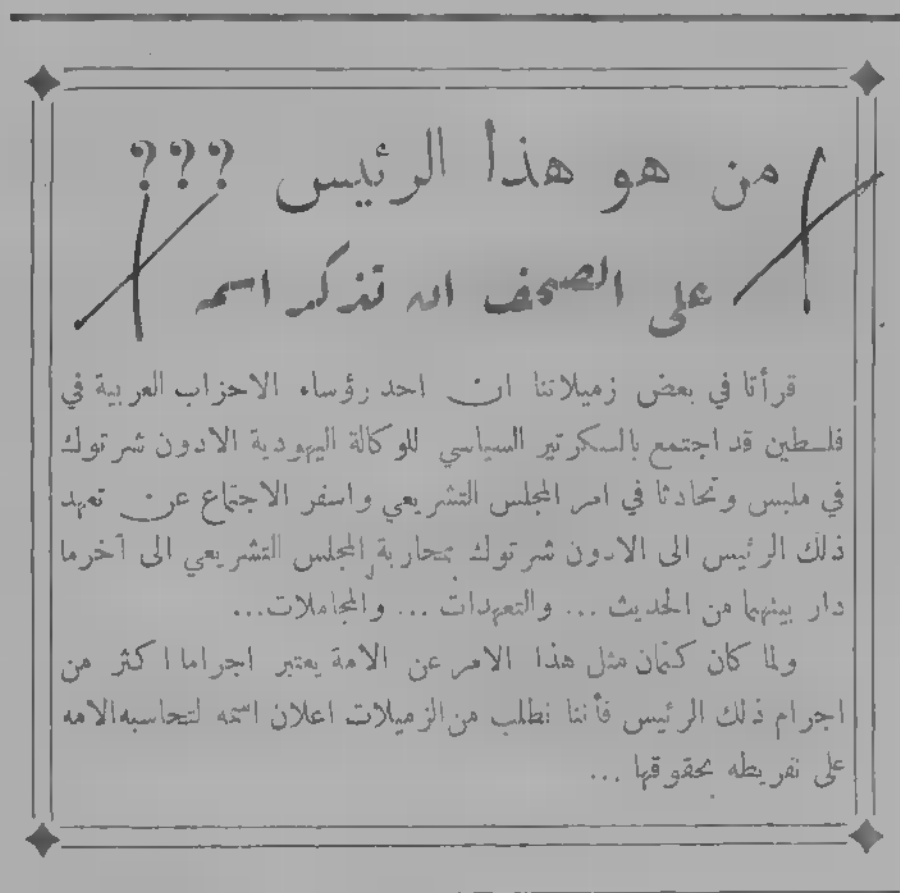 من هو هذا الرئيس ???
على الصحف ان تذكر اسمه
قرأنا في بعض زميلاتنا ان احد رؤساء الاحزاب العربية في
فلسطين قد اجتمع بالسكرتير السياسي للوكالة اليهودية الادون شرتوك
في ملبس وتحادثا في امر المجلس التشريعي واسفر الاجتماع عن تعهد
ذلك الرئيس الى الادون شرتوك بمحاربة المجلس التشريعي الى آخر ما
دار بينهما من الحديث ... والتعهدات ... والمجاملات...
ولما كان كتمان مثل هذا الامر عن الامة يعتبر اجراما اكثر من
اجرام ذلك الرئيس فأننا نطلب من الزميلات اعلان اسمه لتحاسبه الامه
على تفريطه بحقوقها ...